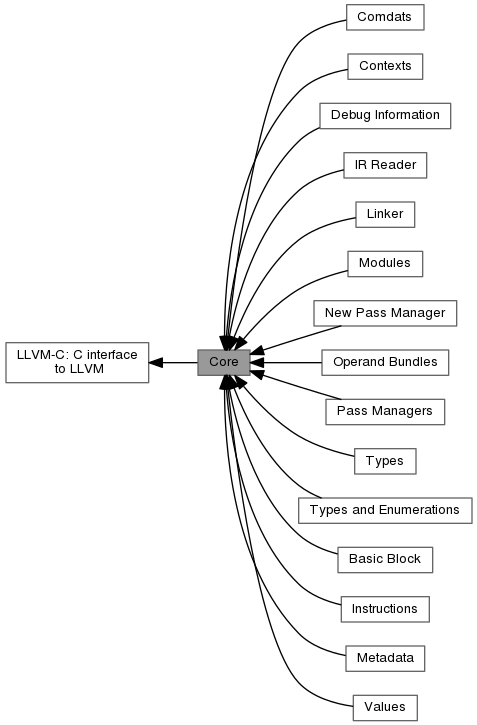 Comdats
Contexts
Debug Information
IR Reader
Linker
Modules
New Pass Manager
LLVM-C: C interface
to LLVM
Core
Operand Bundles
Pass Managers
Types
Types and Enumerations
Basic Block
Instructions
Metadata
Values